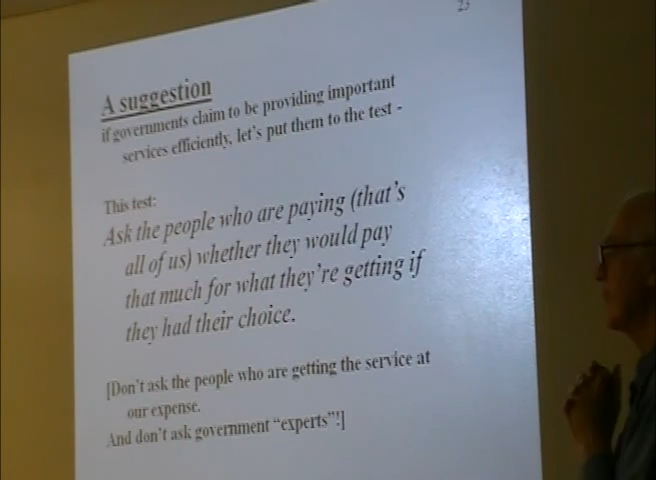 23
A suggestion
if governments claim to be providing important
services efficiently, let's put them to the test -
This test:
Ask the people who are paying (that's
all of us) whether they would pay
that much for what they're getting if
they had their choice.
[Don't ask the people who are getting the service at
our expense.
And don't ask government "experts"!]